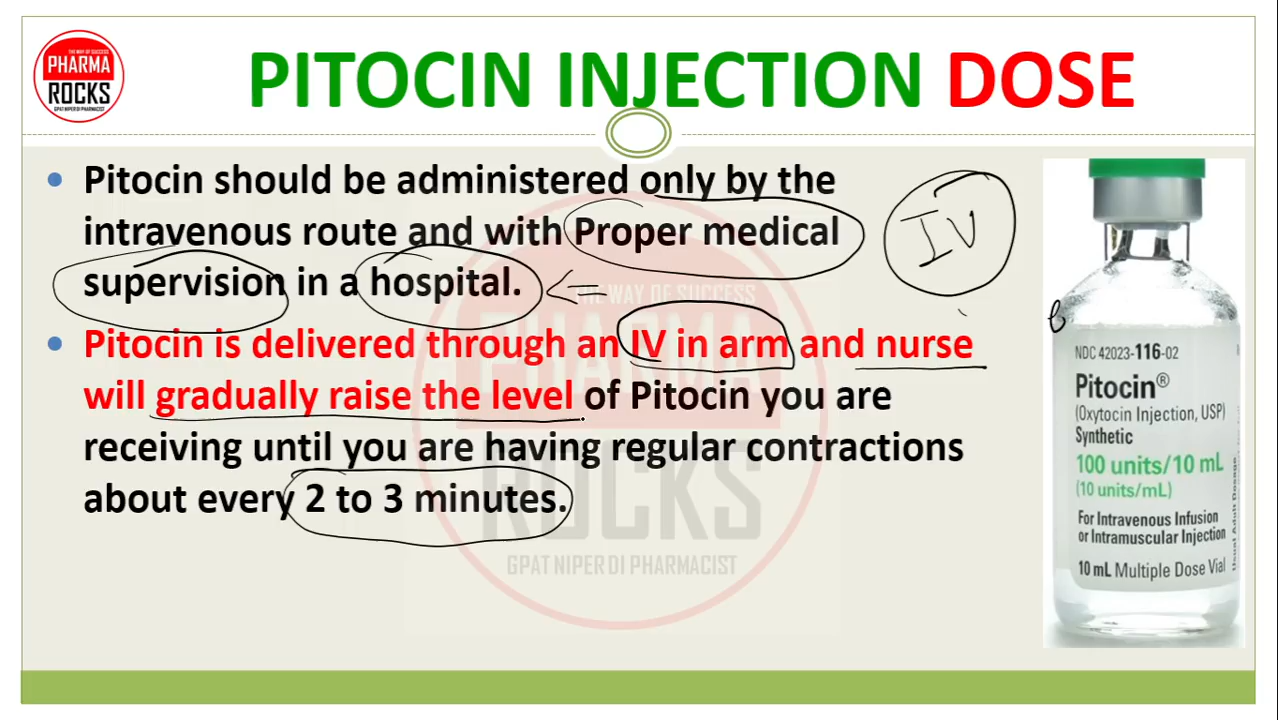 THE WAY OF SUCCESS
PHARMA
ROCKS
GPAT NIPER DI PHARMACIST
PITOCIN INJECTION DOSE
• Pitocin should be administered only by the
intravenous route and with Proper medical
supervision in a hospital.
• Pitocin is delivered through an IV in arm and nurse
will gradually raise the level of Pitocin you are
receiving until you are having regular contractions
about every 2 to 3 minutes.
IV
THE WAY OF SUCCESS
PHARMA
ROCKS
GPAT NIPER DI PHARMACIST
NDC 42023-116-02
Pitocin®
(Oxytocin Injection, USP)
Synthetic
100 units/10 mL
(10 units/mL)
For Intravenous Infusion
or Intramuscular Injection
10 mL Multiple Dose Vial
Usual Adult Dosage